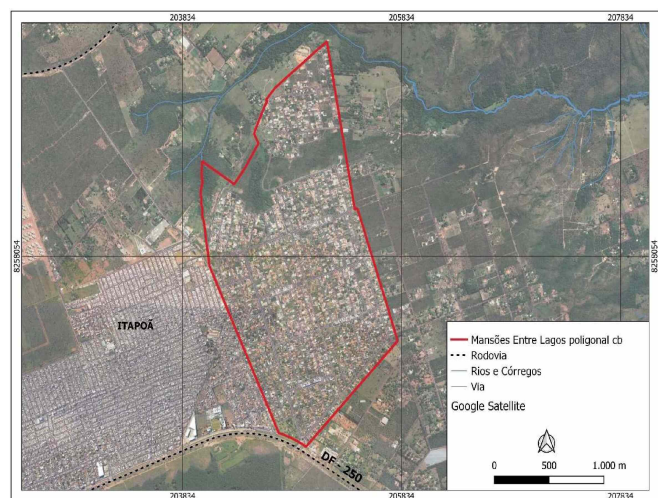 203834 205834 207834
8258054 8258054
ITAPOÃ
DF - 250
Mansões Entre Lagos poligonal cb
Rodovia
Rios e Córregos
Via
Google Satellite
0 500 1.000 m
203834 205834 207834